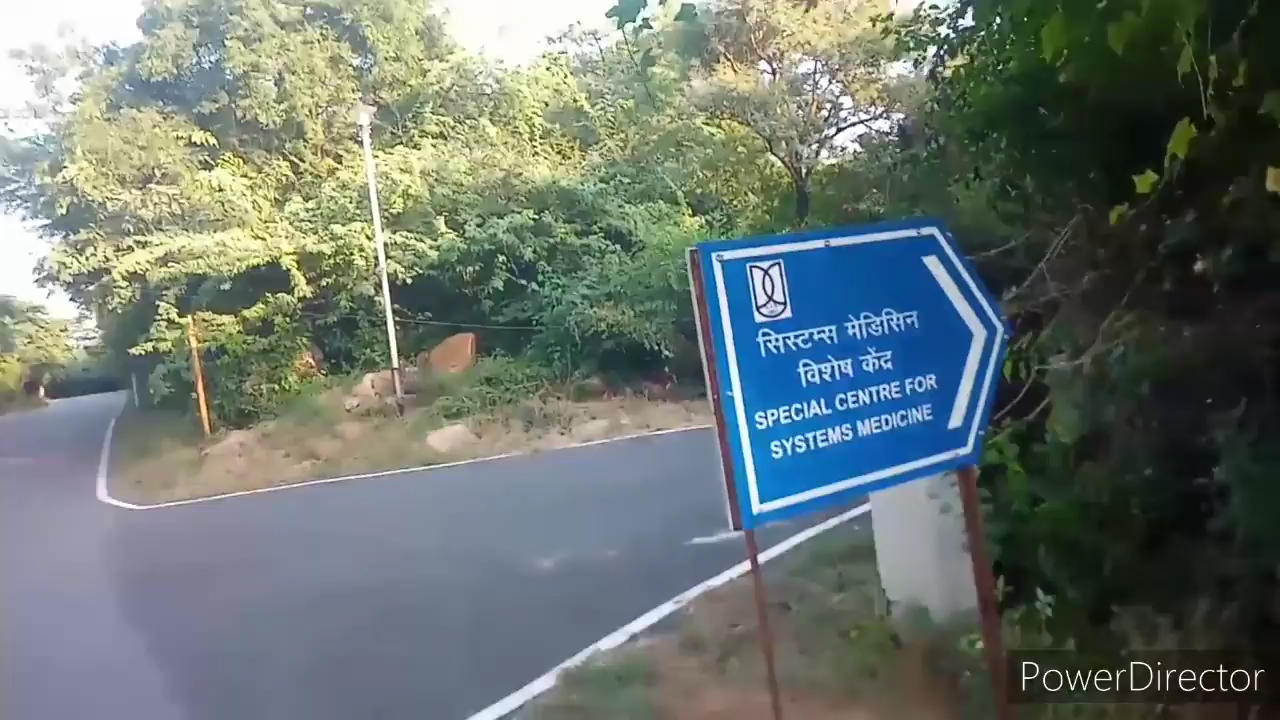 सिस्टम्स मेडिसिन
विशेष केंद्र
SPECIAL CENTRE FOR
SYSTEMS MEDICINE
PowerDirector